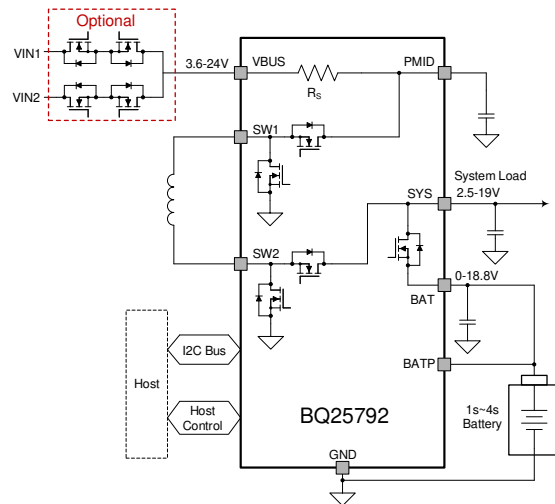 Optional
VIN1
VIN2
3.6-24V
VBUS
RS
PMID
SW1
System Load
SYS
2.5-19V
SW2
0-18.8V
BAT
I2C Bus
Host
BATP
Host
Control
BQ25792
1s~4s
Battery
GND